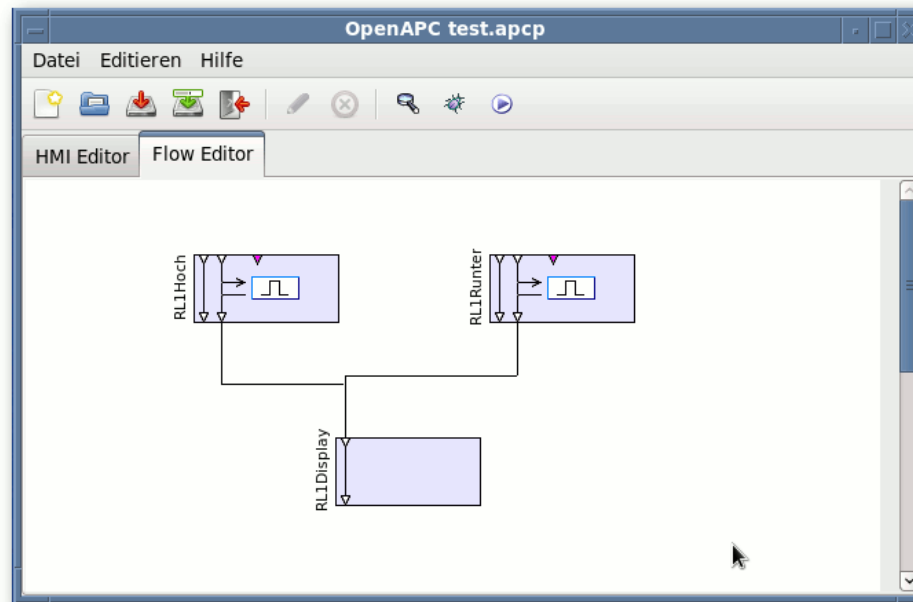 OpenAPC test.apcp
Datei Editieren Hilfe
HMI Editor Flow Editor
RL1Hoch
RL1Runter
RL1Display